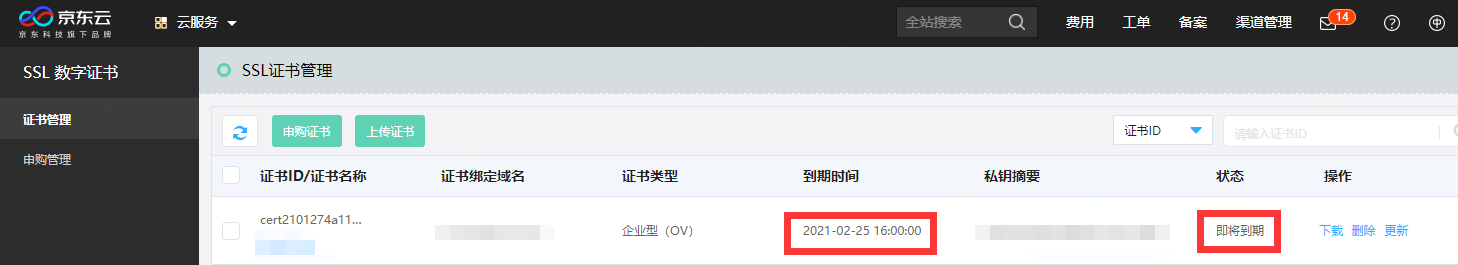 京东云
京东科技旗下品牌
云服务
全站搜索
费用 工单 备案 渠道管理 14
SSL 数字证书
证书管理
申购管理
SSL证书管理
申购证书 上传证书 证书ID 请输入证书ID
证书ID/证书名称 证书绑定域名 证书类型 到期时间 私钥摘要 状态 操作
cert2101274a11... 企业型（OV） 2021-02-25 16:00:00 即将到期 下载 删除 更新